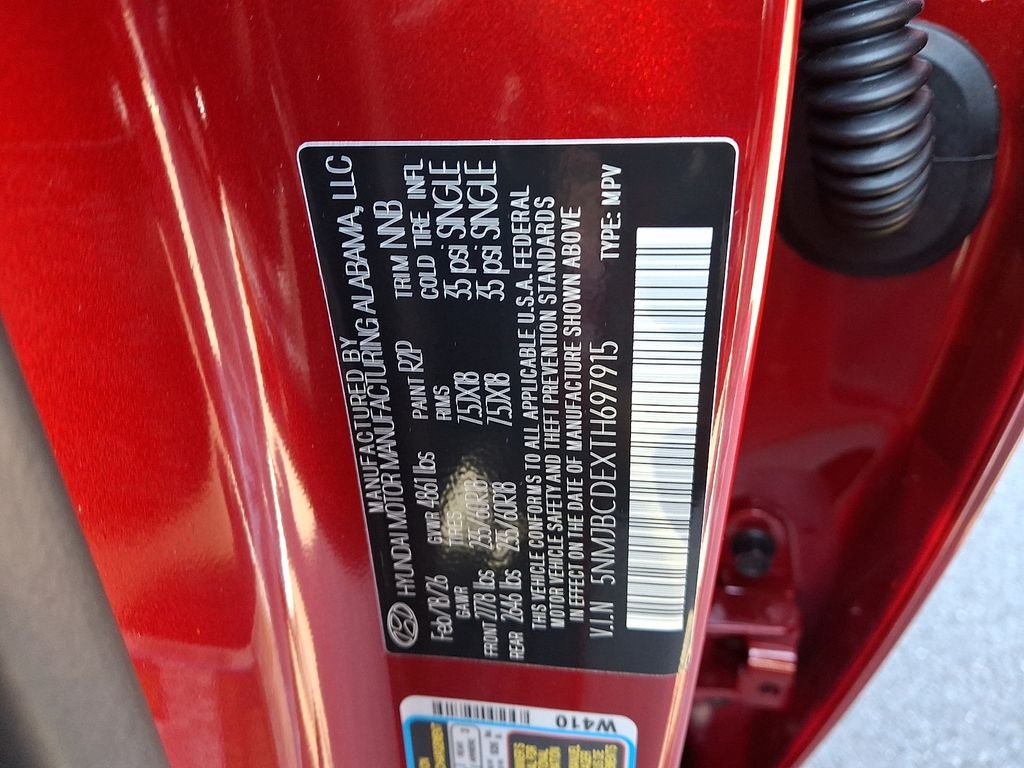 MANUFACTURED BY
HYUNDAI MOTOR MANUFACTURING ALABAMA, LLC
Feb/18/26 GVWR 4861 lbs PAINT R2P TRIM NNB
GAWR TIRES RIMS COLD TIRE INFL
FRONT 2778 lbs 235/60R18 7.5JX18 35 psi SINGLE
REAR 2646 lbs 235/60R18 7.5JX18 35 psi SINGLE
THIS VEHICLE CONFORMS TO ALL APPLICABLE U.S.A. FEDERAL
MOTOR VEHICLE SAFETY AND THEFT PREVENTION STANDARDS
IN EFFECT ON THE DATE OF MANUFACTURE SHOWN ABOVE
V.I.N 5NMJBCDEXTH697915 TYPE: MPV
W410